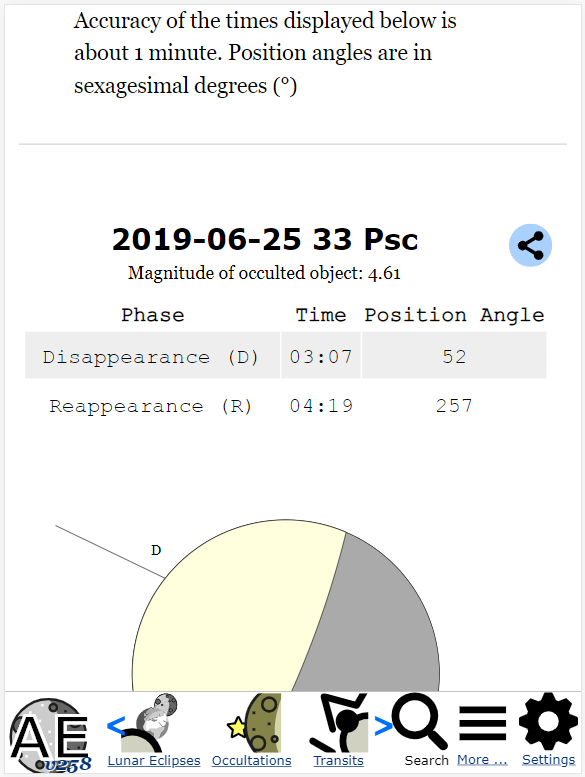 Accuracy of the times displayed below is
about 1 minute. Position angles are in
sexagesimal degrees (°)
2019-06-25 33 Psc
Magnitude of occulted object: 4.61
Phase Time Position Angle
Disappearance (D) 03:07 52
Reappearance (R) 04:19 257
D
AE
v258
< Lunar Eclipses Occultations Transits > Search More ... Settings